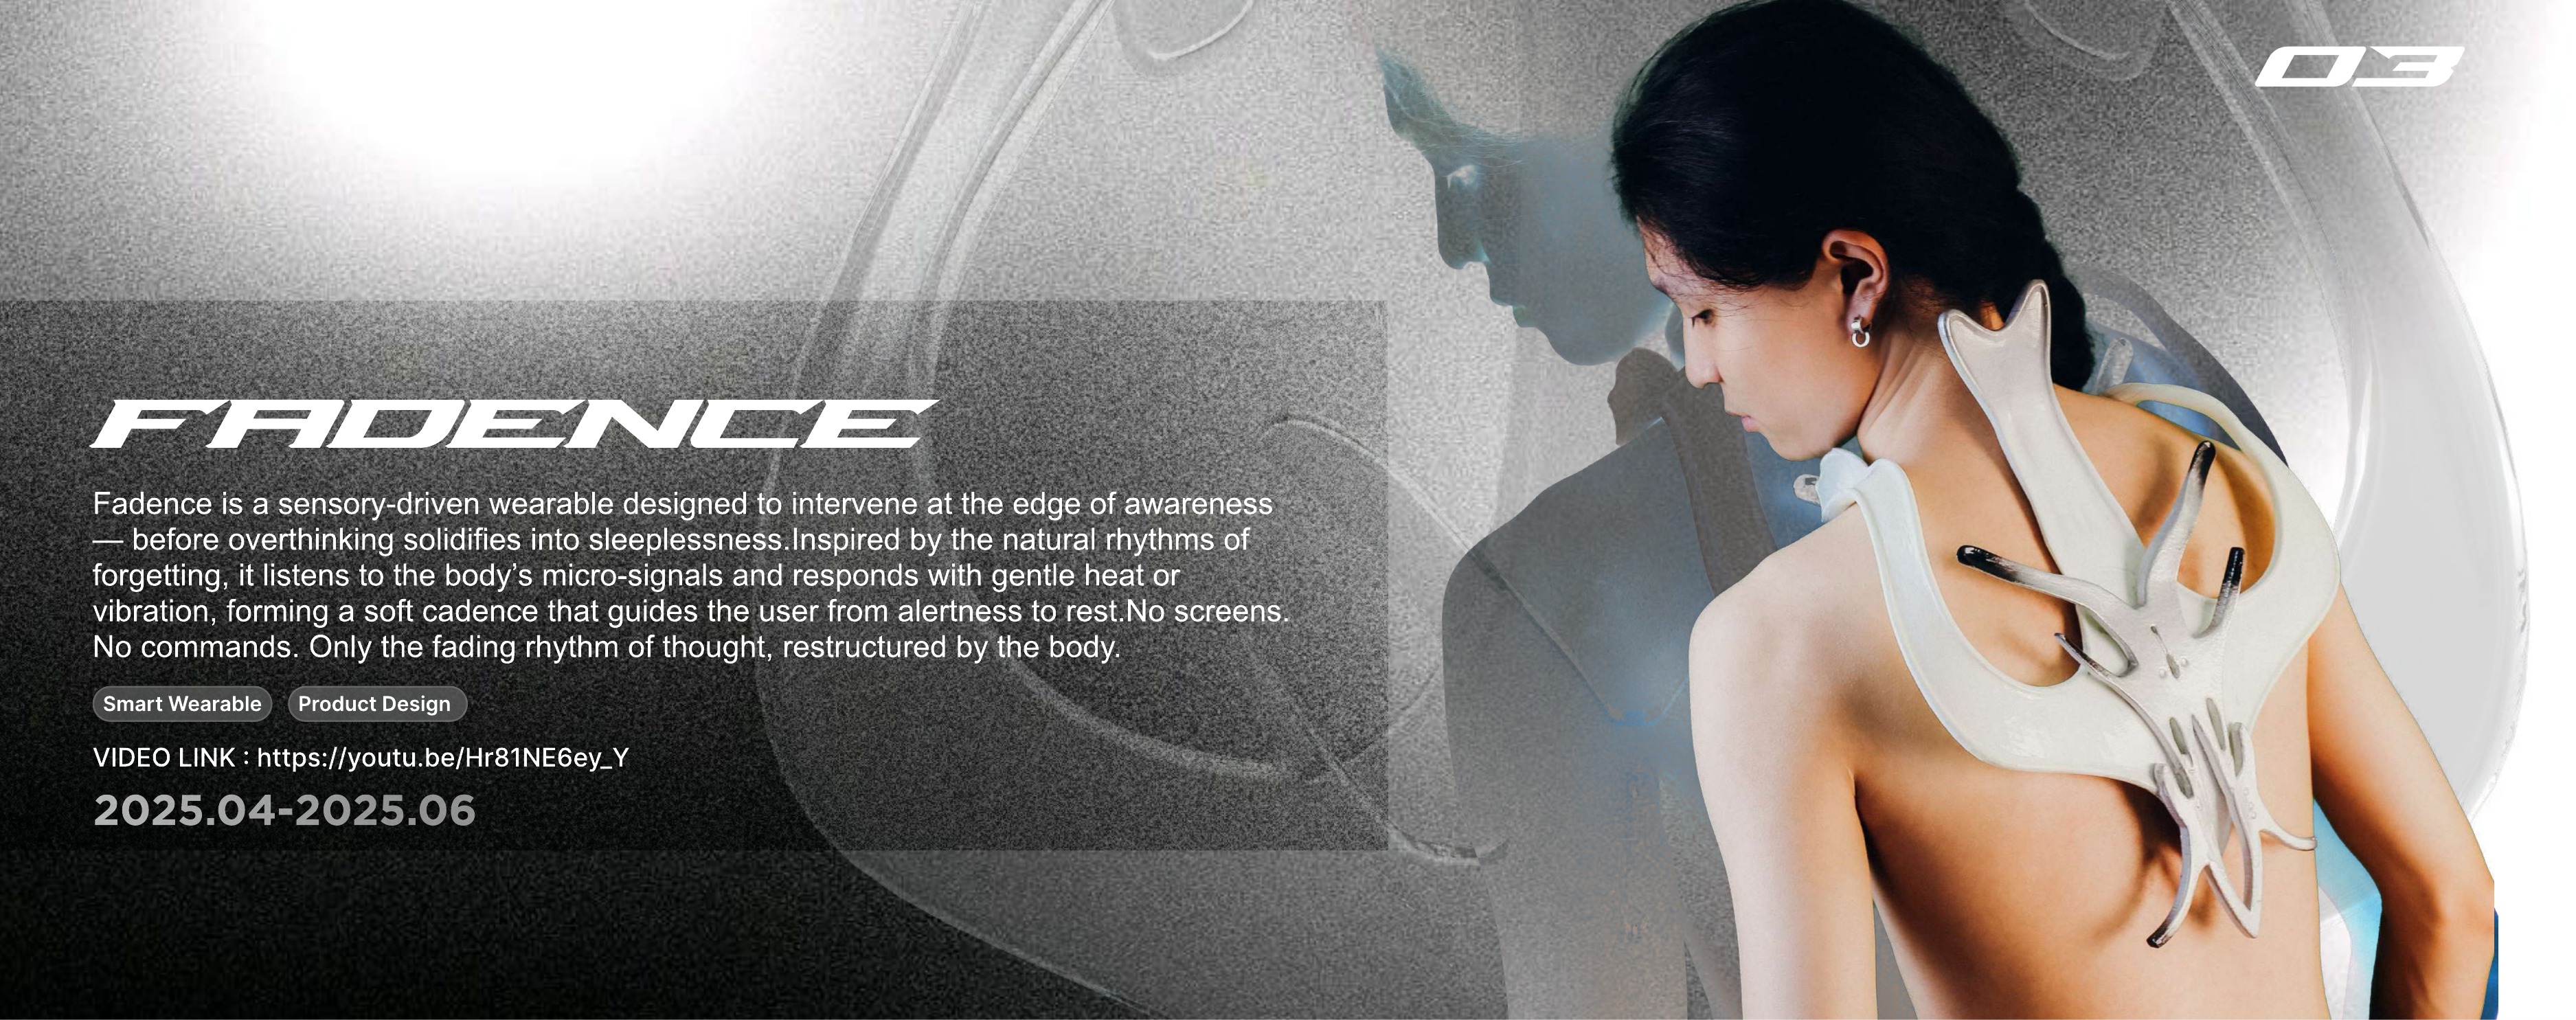 03
FADENCE
Fadence is a sensory-driven wearable designed to intervene at the edge of awareness
— before overthinking solidifies into sleeplessness.Inspired by the natural rhythms of
forgetting, it listens to the body’s micro-signals and responds with gentle heat or
vibration, forming a soft cadence that guides the user from alertness to rest.No screens.
No commands. Only the fading rhythm of thought, restructured by the body.
Smart Wearable Product Design
VIDEO LINK : https://youtu.be/Hr81NE6ey_Y
2025.04-2025.06